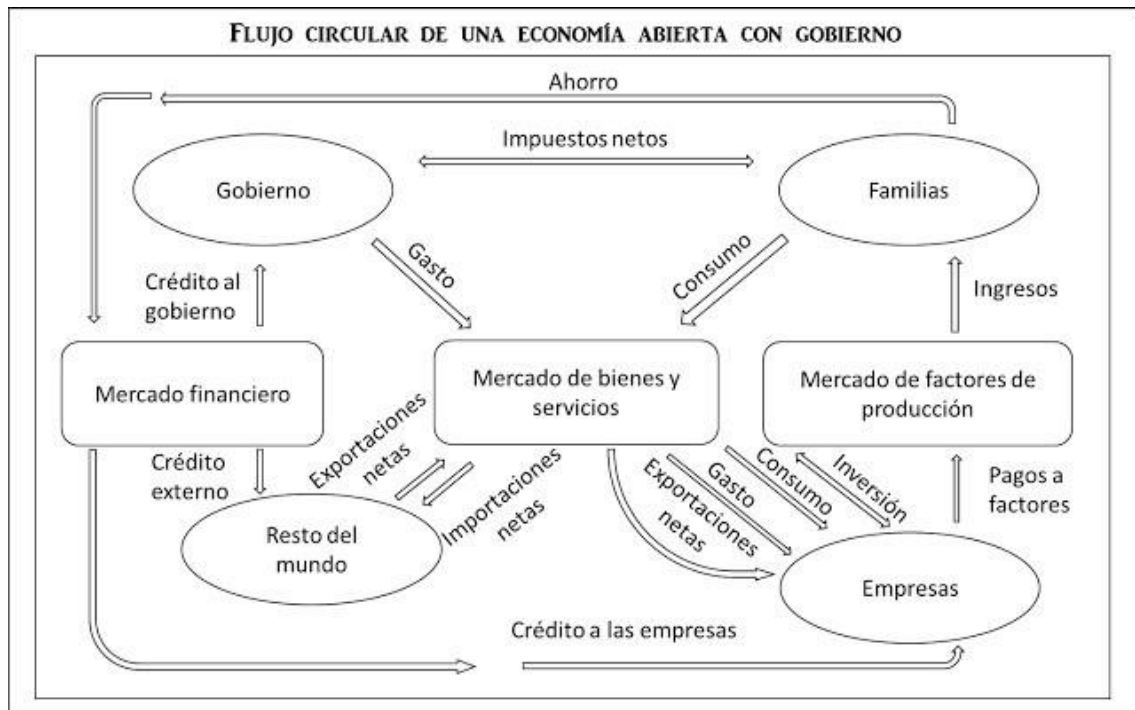 FLUJO CIRCULAR DE UNA ECONOMÍA ABIERTA CON GOBIERNO
Ahorro
Impuestos netos
Gobierno
Familias
Gasto
Consumo
Crédito al
gobierno
Ingresos
Mercado financiero
Mercado de bienes y
servicios
Mercado de factores de
producción
Crédito
externo
Exportaciones
netas
Importaciones
netas
Exportaciones
netas
Gasto
Consumo
Inversión
Pagos a
factores
Resto del
mundo
Empresas
Crédito a las empresas